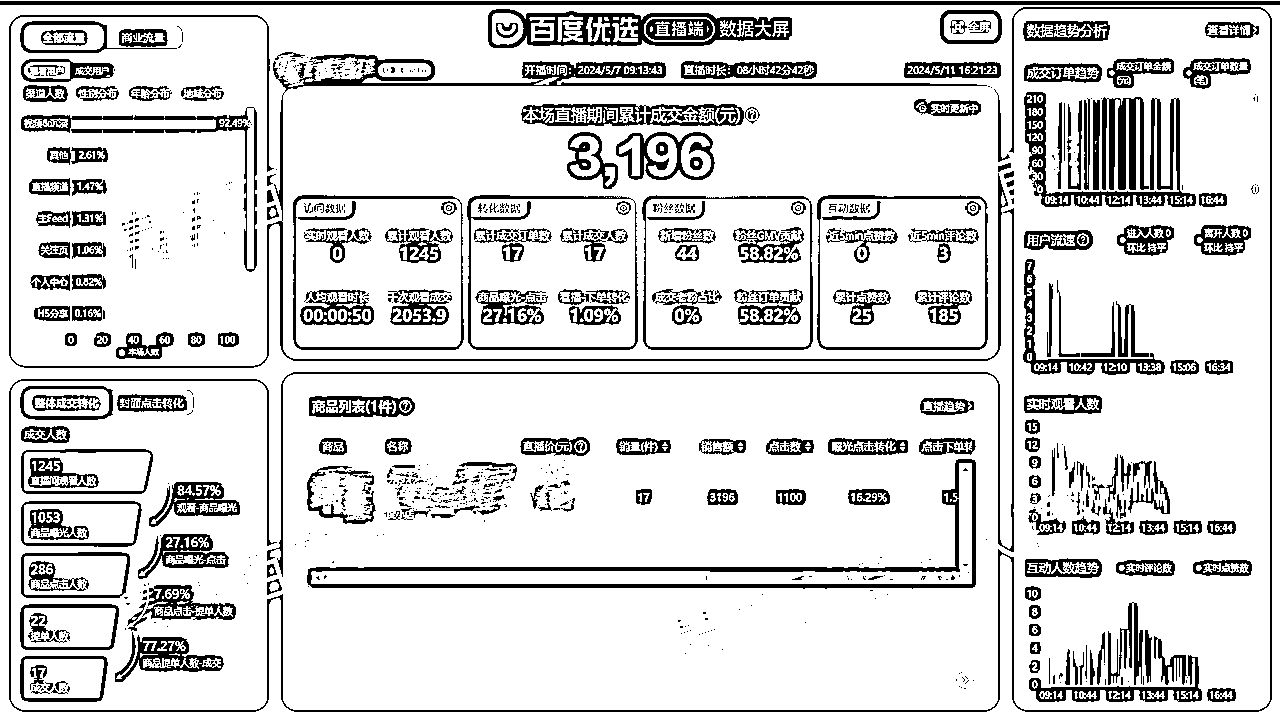 百度优选 直播端 数据大屏
全屏
开播时间：2024/5/7 09:13:43 直播时长：08小时42分42秒
2024/5/11 16:21:23
全部流量 商业流量
观看用户 成交用户
渠道人数 性别分布 年龄分布 地域分布
92.49%
其他 2.61%
直播频道 1.47%
主Feed 1.31%
关注页 1.06%
个人中心 0.82%
H5分享 0.16%
0 20 40 60 80 100
本场人数
整体成交转化 封面点击转化
成交人数
1245
直播间观看人数
84.57%
观看-商品曝光
1053
商品曝光人数
27.16%
商品曝光-点击
286
商品点击人数
7.69%
商品点击-提单人数
22
提单人数
77.27%
商品提单人数-成交
17
成交人数
本场直播期间累计成交金额(元)
实时更新中
3,196
访问数据
实时观看人数 累计观看人数
0 1245
人均观看时长 千次观看成交
00:00:50 2053.9
转化数据
累计成交订单数 累计成交人数
17 17
商品曝光-点击 看播-下单转化
27.16% 1.09%
粉丝数据
新增粉丝数 粉丝GMV贡献
44 58.82%
成交老粉占比 粉丝订单贡献
0% 58.82%
互动数据
近5min点赞数 近5min评论数
0 3
累计点赞数 累计评论数
25 185
商品列表(1件)
直播趋势
商品 名称 直播价(元) 销量(件) 销售额 点击数 曝光点击转化 点击下单转
17 3196 1100 16.29% 1.5
数据趋势分析
直播详情
成交订单趋势
成交订单金额(元)
成交订单数量(件)
210
180
150
120
90
60
30
0
09:14 10:44 12:14 13:44 15:14 16:44
用户流速
进入人数 0
环比 持平
离开人数 0
环比 持平
7
6
5
4
3
2
1
0
09:14 10:42 12:10 13:38 15:06 16:34
实时观看人数
15
12
9
6
3
0
09:14 10:44 12:14 13:44 15:14 16:44
互动人数趋势
实时评论数 实时点赞数
10
8
6
4
2
0
09:14 10:44 12:14 13:44 15:14 16:44